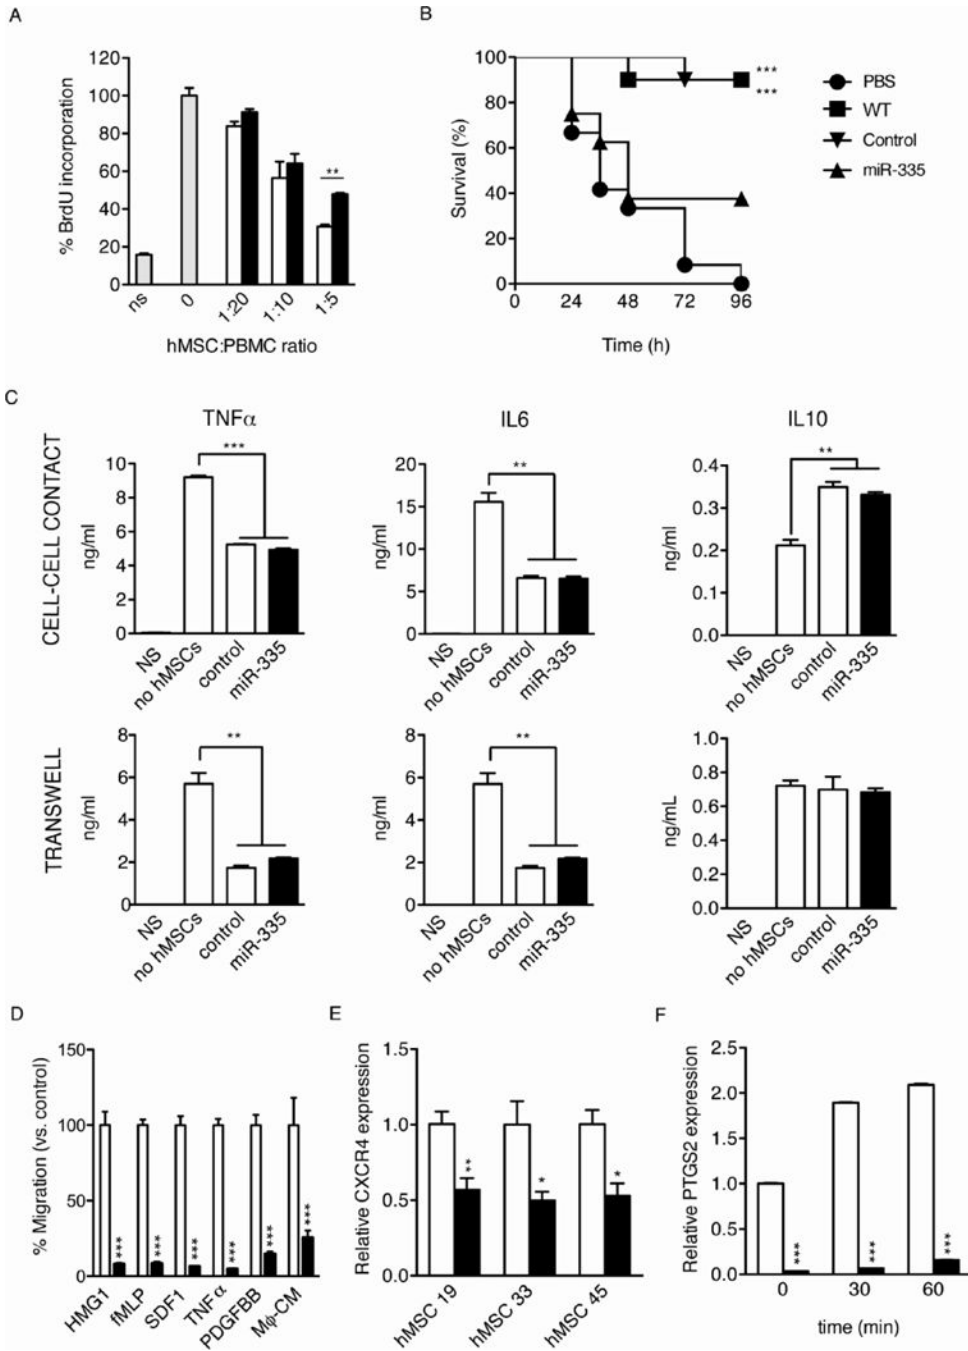 A
% BrdU incorporation
120
100
80
60
40
20
0
**
ns
0
1:20
1:10
1:5
hMSC:PBMC ratio
B
Survival (%)
100
80
60
40
20
0
0
24
48
72
96
Time (h)
***
***
PBS
WT
Control
miR-335
C
CELL-CELL CONTACT
TNFα
ng/ml
10
8
6
4
2
0
***
NS
no hMSCs
control
miR-335
IL6
ng/ml
20
15
10
5
0
**
NS
no hMSCs
control
miR-335
IL10
ng/ml
0.4
0.3
0.2
0.1
0.0
**
NS
no hMSCs
control
miR-335
TRANSWELL
ng/ml
8
6
4
2
0
**
NS
no hMSCs
control
miR-335
ng/ml
8
6
4
2
0
**
NS
no hMSCs
control
miR-335
ng/mL
1.0
0.8
0.6
0.4
0.2
0.0
NS
no hMSCs
control
miR-335
D
% Migration (vs. control)
150
100
50
0
***
***
***
***
***
***
HMG1
fMLP
SDF1
TNFα
PDGFBB
Mϕ-CM
E
Relative CXCR4 expression
1.5
1.0
0.5
0.0
**
*
*
hMSC 19
hMSC 33
hMSC 45
F
Relative PTGS2 expression
2.5
2.0
1.5
1.0
0.5
0.0
***
***
***
0
30
60
time (min)